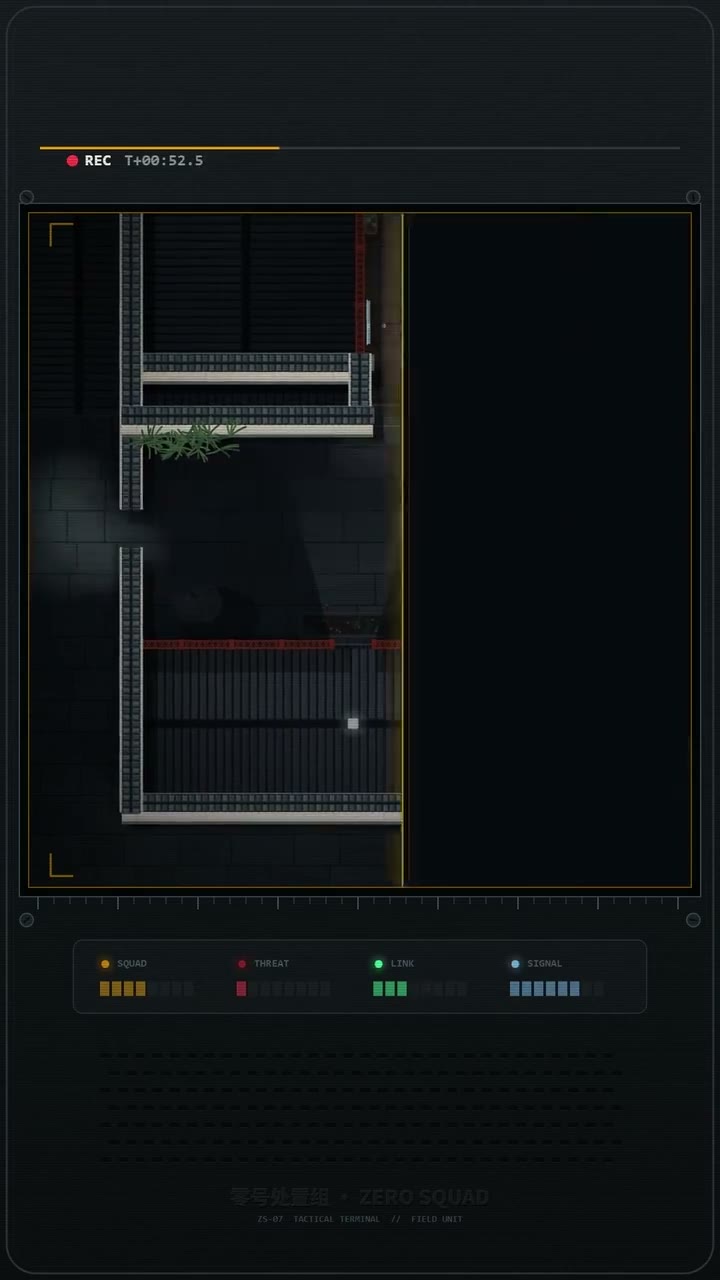 REC T+00:52.5
SQUAD THREAT LINK SIGNAL
零号处置组 · ZERO SQUAD
ZS-07 TACTICAL TERMINAL // FIELD UNIT